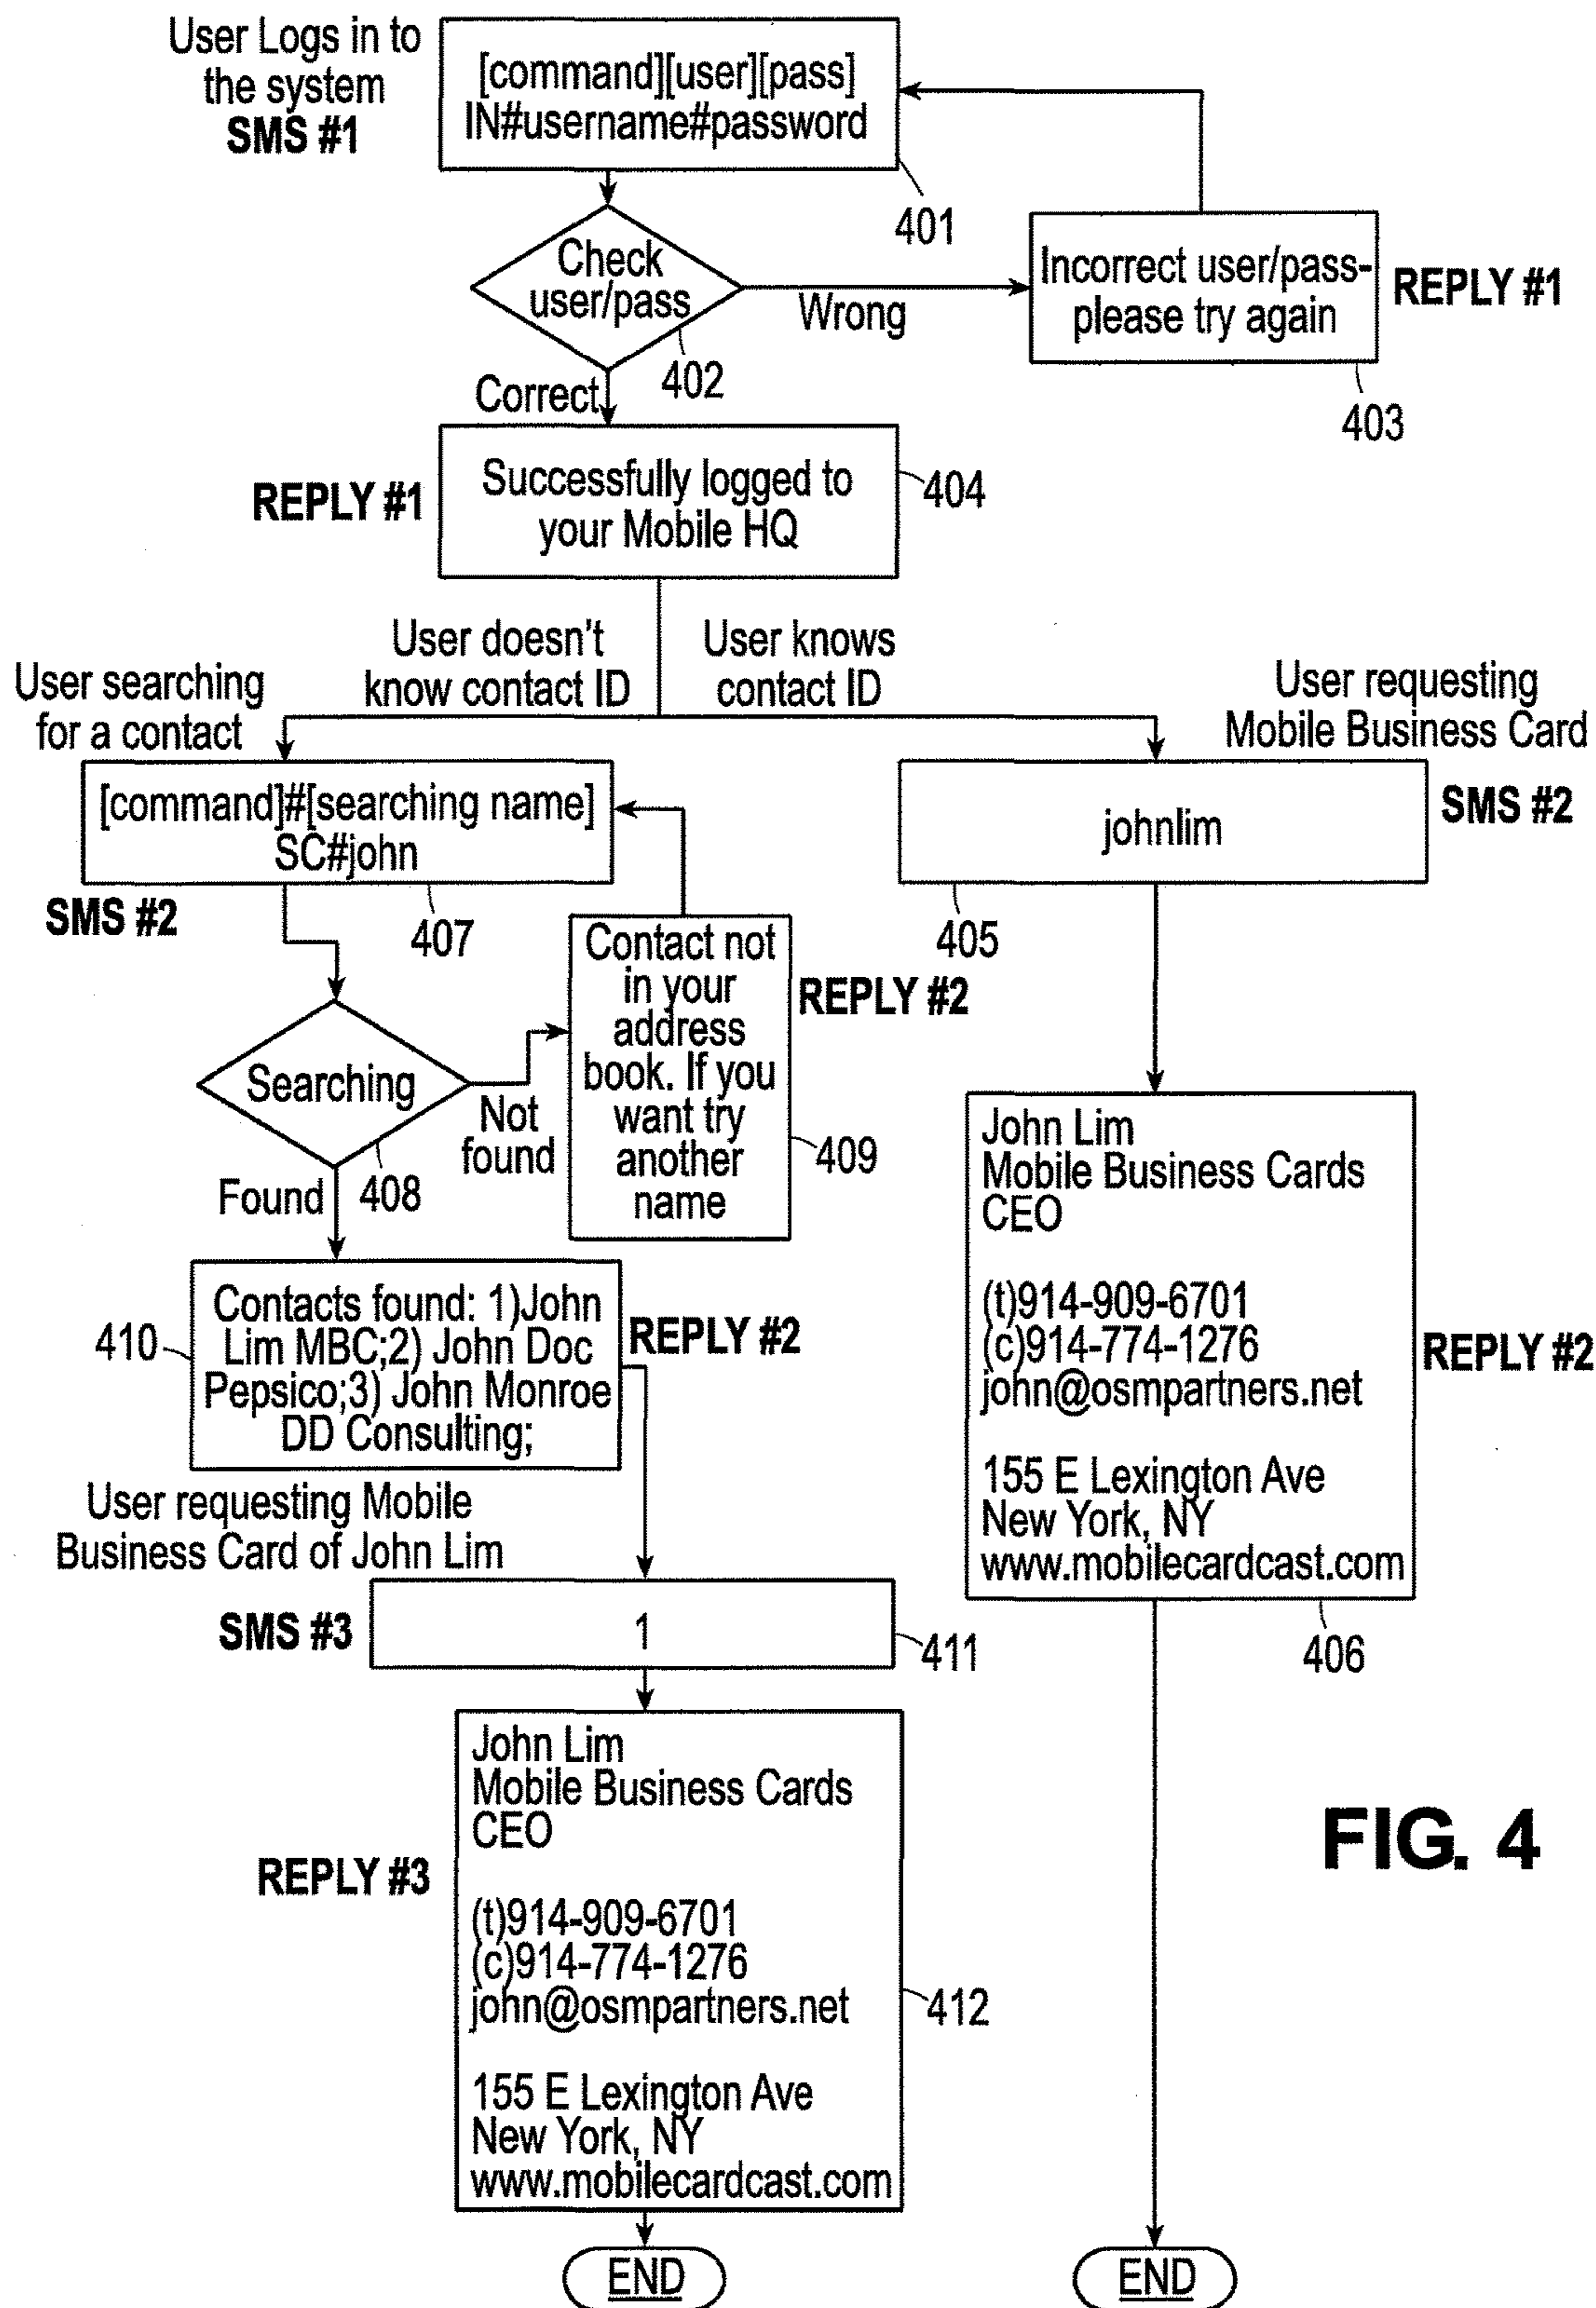 User Logs in to
the system
SMS #1
[command][user][pass]
IN#username#password
401
Check
user/pass
402
Wrong
Incorrect user/pass-
please try again
REPLY #1
403
Correct
REPLY #1
Successfully logged to
your Mobile HQ
404
User doesn't
know contact ID
User knows
contact ID
User searching
for a contact
[command]#[searching name]
SC#john
SMS #2
407
User requesting
Mobile Business Card
johnlim
SMS #2
405
Searching
408
Not
found
Contact not
in your
address
book. If you
want try
another
name
REPLY #2
409
Found
410
Contacts found: 1)John
Lim MBC;2) John Doc
Pepsico;3) John Monroe
DD Consulting;
REPLY #2
John Lim
Mobile Business Cards
CEO
(t)914-909-6701
(c)914-774-1276
john@osmpartners.net
155 E Lexington Ave
New York, NY
www.mobilecardcast.com
REPLY #2
406
User requesting Mobile
Business Card of John Lim
SMS #3
1
411
REPLY #3
John Lim
Mobile Business Cards
CEO
(t)914-909-6701
(c)914-774-1276
john@osmpartners.net
155 E Lexington Ave
New York, NY
www.mobilecardcast.com
412
END
END
FIG. 4